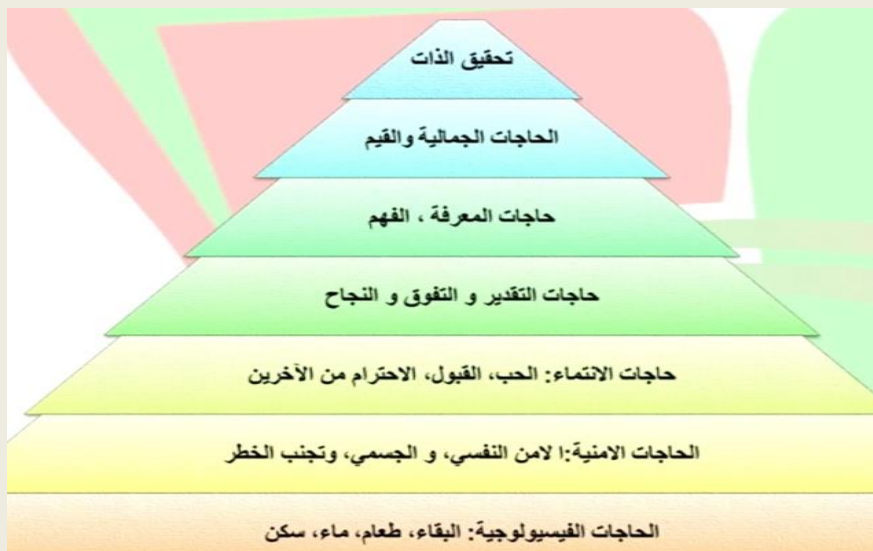 تحقيق الذات
الحاجات الجمالية والقيم
حاجات المعرفة ، الفهم
حاجات التقدير و التفوق و النجاح
حاجات الانتماء: الحب، القبول، الاحترام من الآخرين
الحاجات الامنية:ا لامن النفسي، و الجسمي، وتجنب الخطر
الحاجات الفيسيولوجية: البقاء، طعام، ماء، سكن